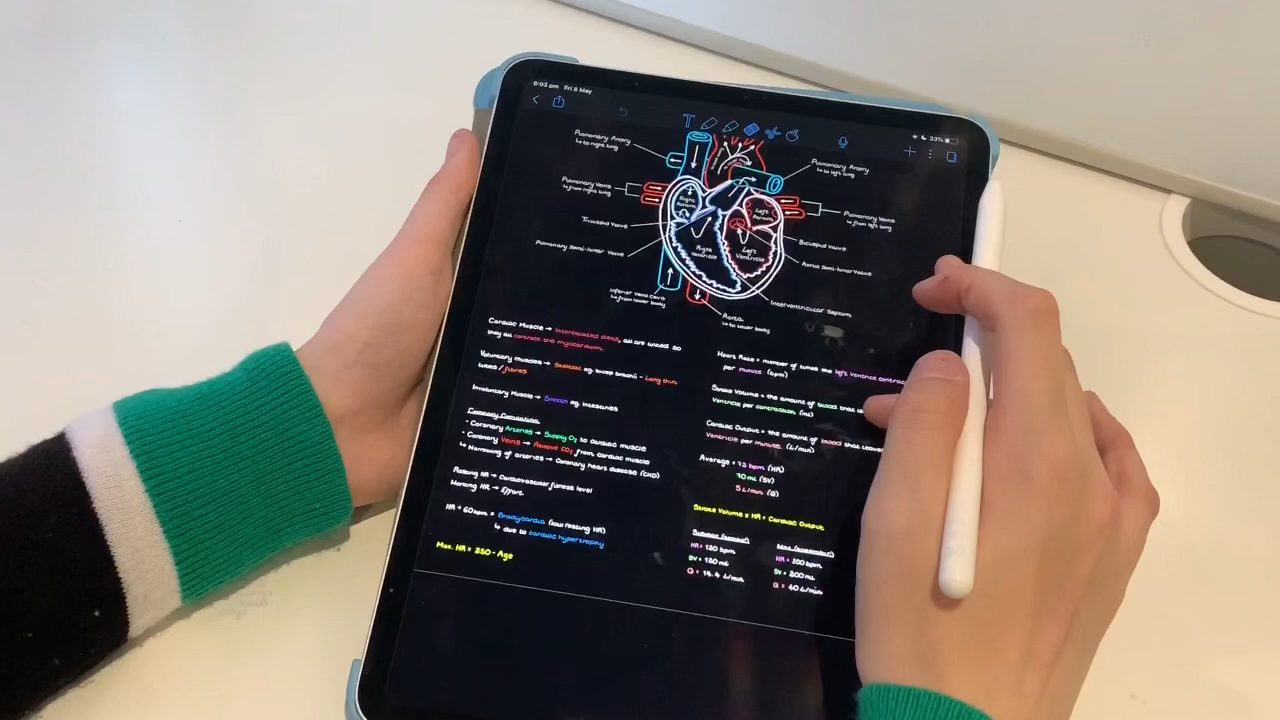 6:03 pm Fri 8 May
33%
T
Pulmonary Artery
↳ to right lung
Pulmonary Artery
↳ to left lung
Pulmonary Veins
↳ from right lung
Pulmonary Veins
↳ from left lung
Right
Atrium
Left
Atrium
Tricuspid Valve
Bicuspid Valve
Pulmonary Semi-lunar Valve
Aortic Semi-lunar Valve
Right
Ventricle
Left
Ventricle
Inferior Vena Cava
↳ from lower body
Interventricular Septum
Aorta
↳ to lower body
Cardiac Muscle → Intercalated discs, all are linked so
they all contract the myocardium.
Voluntary muscles → Skeletal eg. bicep brachii - Long thin
tubes / fibres
Involuntary Muscle → Smooth eg. Intestines
Coronary Circulation
• Coronary Arteries → Supply O₂ to cardiac muscle
• Coronary Veins → Remove CO₂ from cardiac muscle
↳ Narrowing of arteries → Coronary heart disease (CHD)
Resting HR → Cardiovascular fitness level
Working HR → Effort
HR < 60bpm = Bradycardia (low resting HR)
↳ due to cardiac hypertrophy
Max. HR = 220 - Age
Heart Rate = number of times the left ventricle contrac
per minute (bpm)
Stroke Volume = the amount of blood that le
Ventricle per contraction (ml)
Cardiac Output = the amount of blood that leaves
Ventricle per minute. (L/min)
Average = 72 bpm (HR)
70 mL (SV)
5 L/min (Q)
Stroke Volume x HR = Cardiac Output
HR = 120 bpm
SV = 120 mL
Q = 14.4 L/min
HR = 200 bpm
SV = 200 mL
Q = 40 L/min